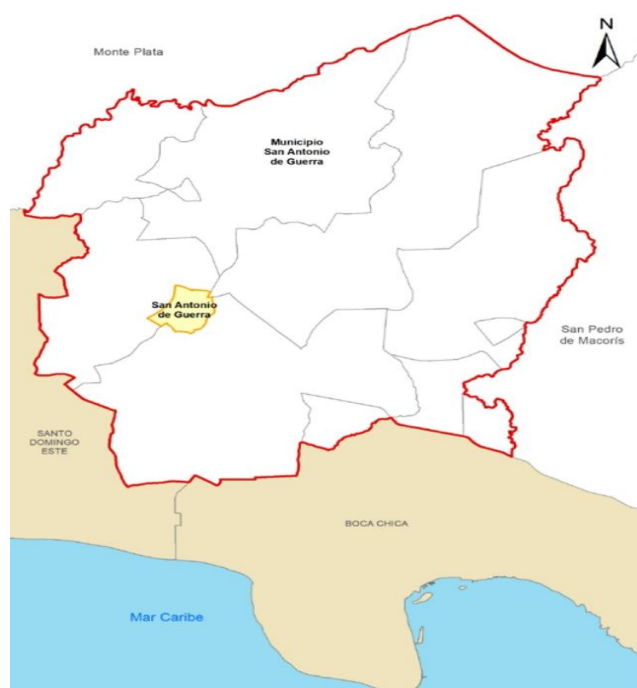 N
Monte Plata
Municipio
San Antonio
de Guerra
San Antonio
de Guerra
San Pedro
de Macorís
SANTO
DOMINGO
ESTE
BOCA CHICA
Mar Caribe